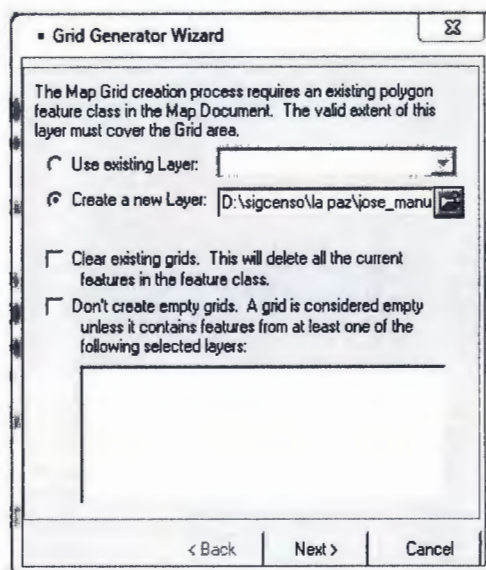 Grid Generator Wizard
The Map Grid creation process requires an existing polygon
feature class in the Map Document. The valid extent of this
layer must cover the Grid area.
Use existing Layer:
Create a new Layer: D:\sigcenso\la paz\jose_manu
Clear existing grids. This will delete all the current
features in the feature class.
Don't create empty grids. A grid is considered empty
unless it contains features from at least one of the
following selected layers:
< Back Next > Cancel